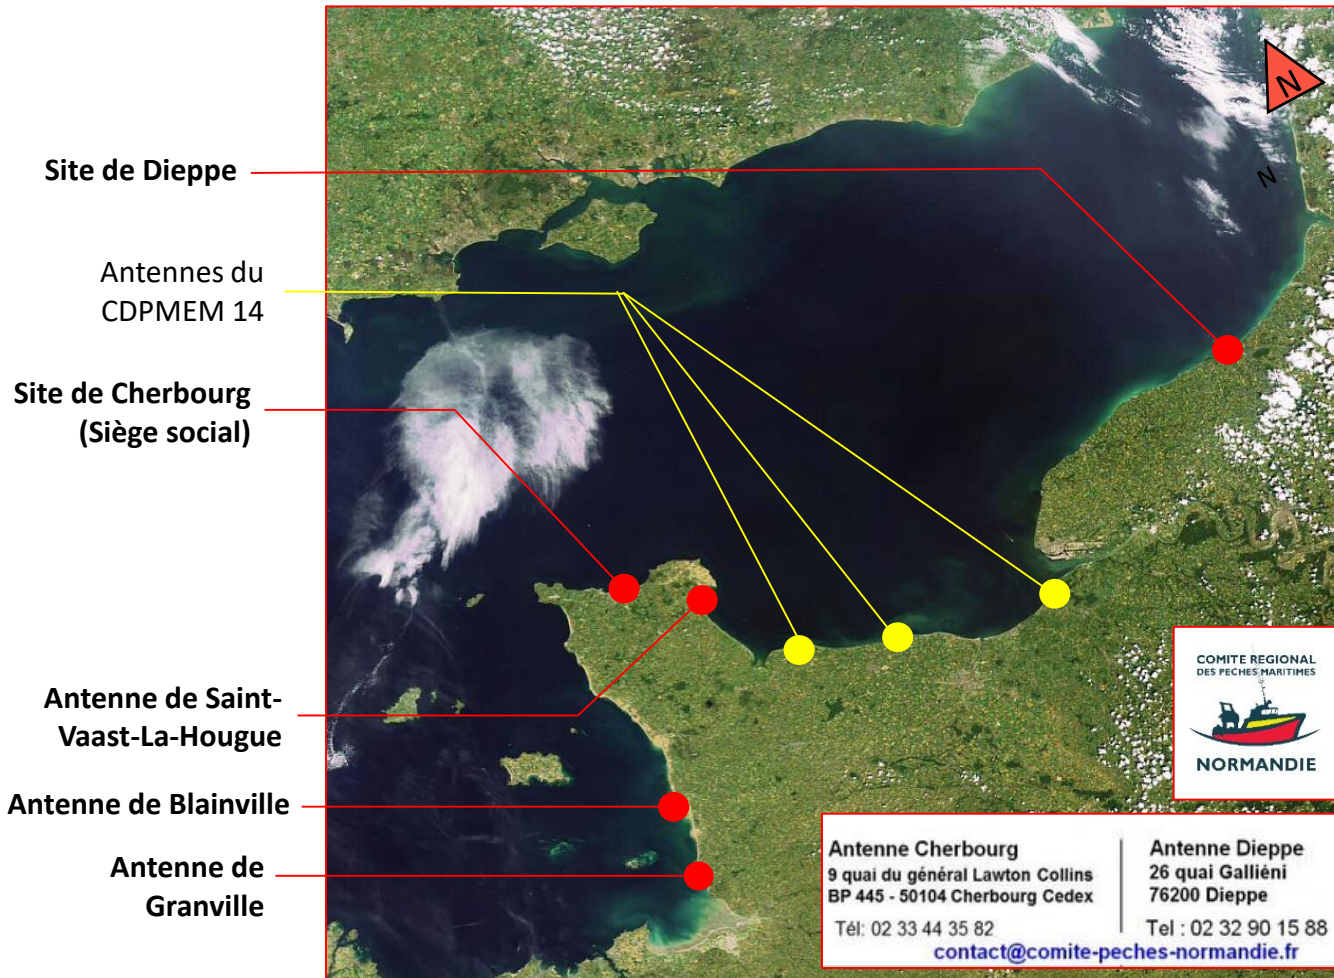 N
N
Site de Dieppe
Antennes du
CDPMEM 14
Site de Cherbourg
(Siège social)
Antenne de Saint-
Vaast-La-Hougue
Antenne de Blainville
Antenne de
Granville
COMITE REGIONAL
DES PECHES MARITIMES
NORMANDIE
Antenne Cherbourg
9 quai du général Lawton Collins
BP 445 - 50104 Cherbourg Cedex
Tél: 02 33 44 35 82
Antenne Dieppe
26 quai Galliéni
76200 Dieppe
Tel : 02 32 90 15 88
contact@comite-peches-normandie.fr